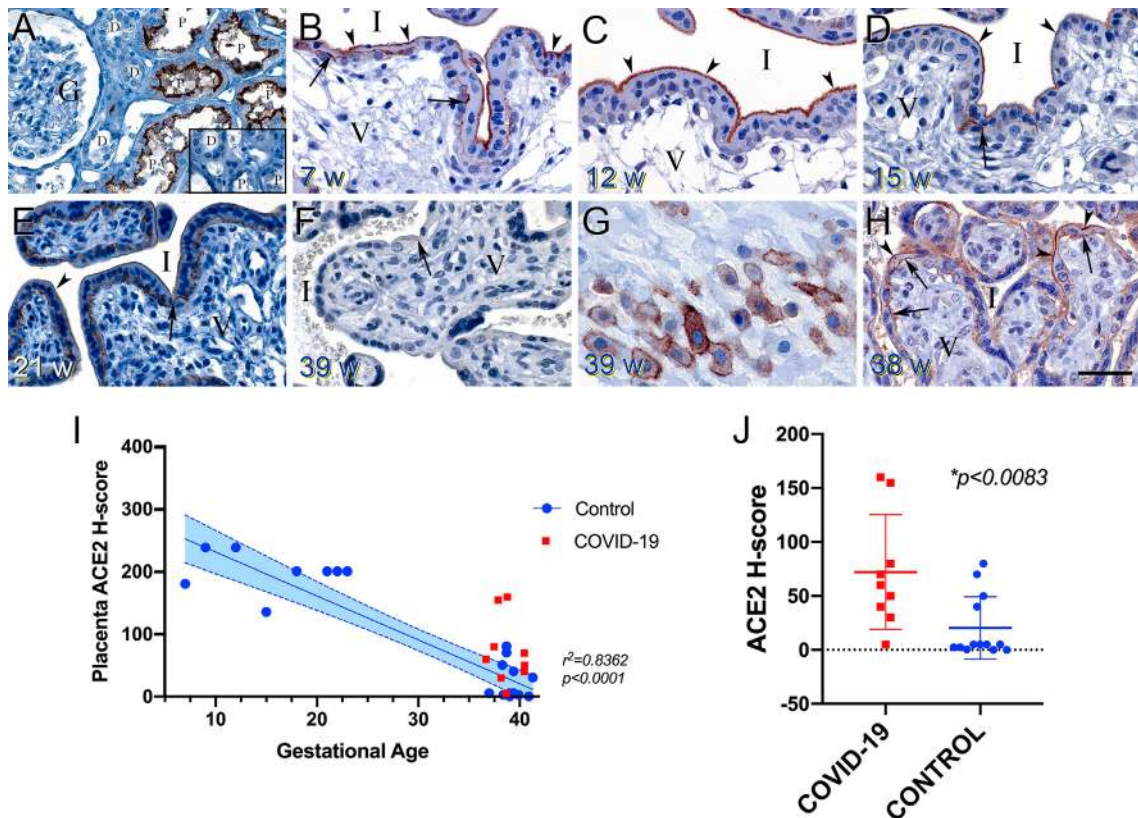 A
G
D
D
D
P
P
P
P
P
P
P
B
I
V
7 w
C
I
V
12 w
D
I
V
15 w
E
I
V
21 w
F
I
V
39 w
G
39 w
H
I
V
38 w
I
Placenta ACE2 H-score
400
300
200
100
0
10
20
30
40
Gestational Age
Control
COVID-19
r²=0.8362
p<0.0001
J
ACE2 H-score
200
150
100
50
0
-50
*p<0.0083
COVID-19
CONTROL